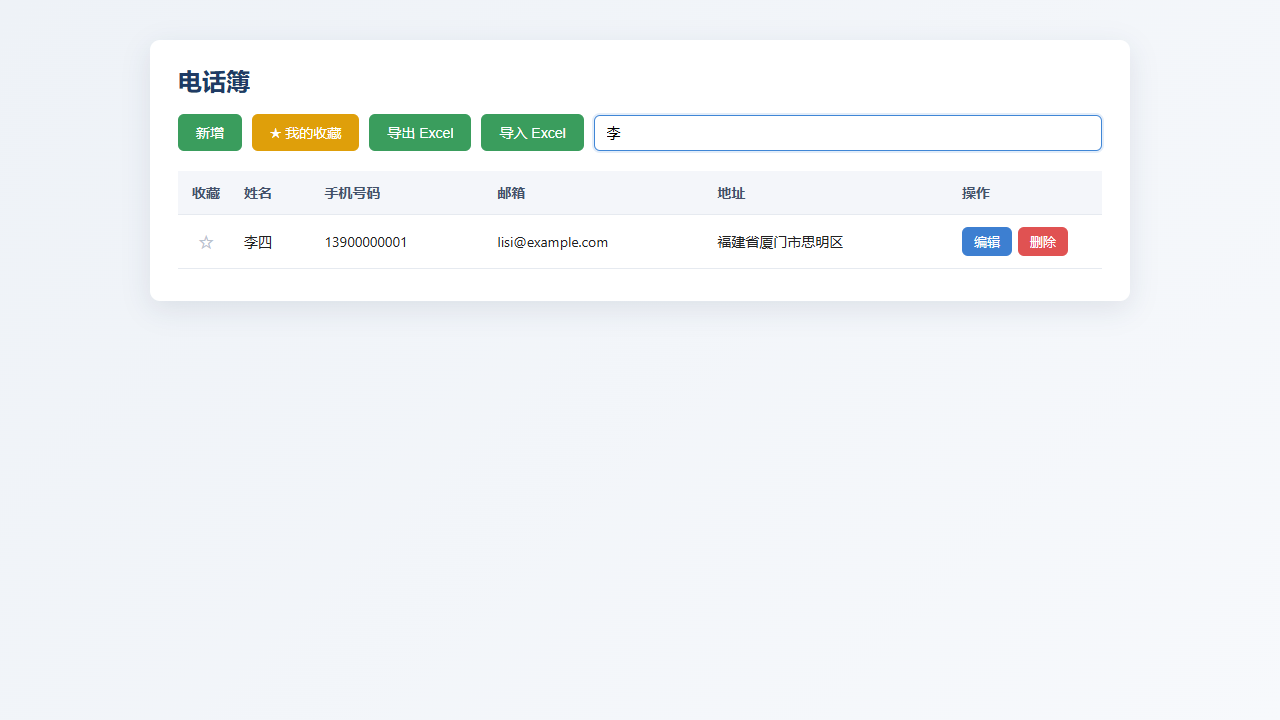 电话簿
新增 ★ 我的收藏 导出 Excel 导入 Excel 李
收藏 姓名 手机号码 邮箱 地址 操作
☆ 李四 13900000001 lisi@example.com 福建省厦门市思明区 编辑 删除